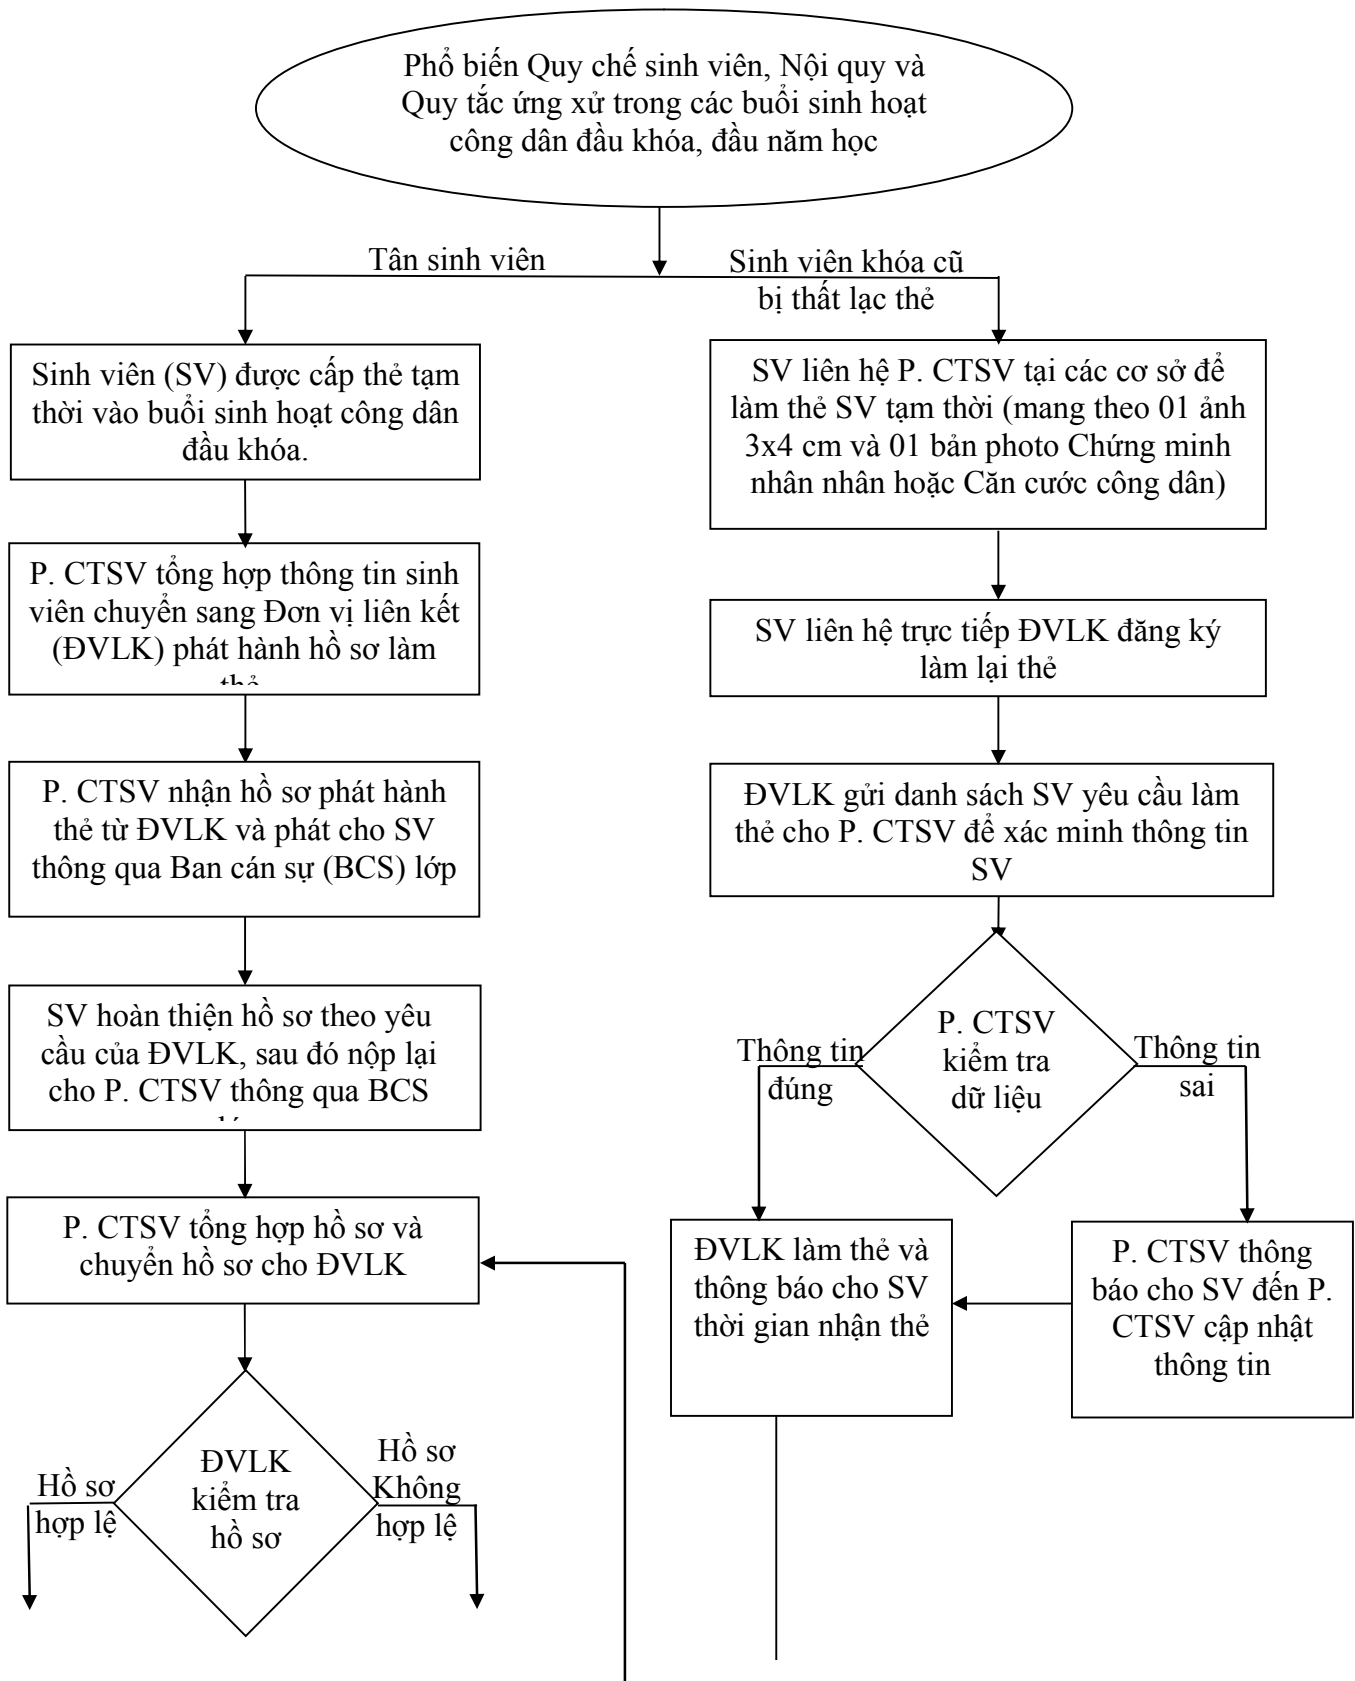 Phổ biến Quy chế sinh viên, Nội quy và
Quy tắc ứng xử trong các buổi sinh hoạt
công dân đầu khóa, đầu năm học
Tân sinh viên
Sinh viên khóa cũ
bị thất lạc thẻ
Sinh viên (SV) được cấp thẻ tạm
thời vào buổi sinh hoạt công dân
đầu khóa.
P. CTSV tổng hợp thông tin sinh
viên chuyển sang Đơn vị liên kết
(ĐVLK) phát hành hồ sơ làm
P. CTSV nhận hồ sơ phát hành
thẻ từ ĐVLK và phát cho SV
thông qua Ban cán sự (BCS) lớp
SV hoàn thiện hồ sơ theo yêu
cầu của ĐVLK, sau đó nộp lại
cho P. CTSV thông qua BCS
P. CTSV tổng hợp hồ sơ và
chuyển hồ sơ cho ĐVLK
ĐVLK
kiểm tra
hồ sơ
Hồ sơ
hợp lệ
Hồ sơ
Không
hợp lệ
SV liên hệ P. CTSV tại các cơ sở để
làm thẻ SV tạm thời (mang theo 01 ảnh
3x4 cm và 01 bản photo Chứng minh
nhân nhân hoặc Căn cước công dân)
SV liên hệ trực tiếp ĐVLK đăng ký
làm lại thẻ
ĐVLK gửi danh sách SV yêu cầu làm
thẻ cho P. CTSV để xác minh thông tin
SV
P. CTSV
kiểm tra
dữ liệu
Thông tin
đúng
Thông tin
sai
ĐVLK làm thẻ và
thông báo cho SV
thời gian nhận thẻ
P. CTSV thông
báo cho SV đến P.
CTSV cập nhật
thông tin